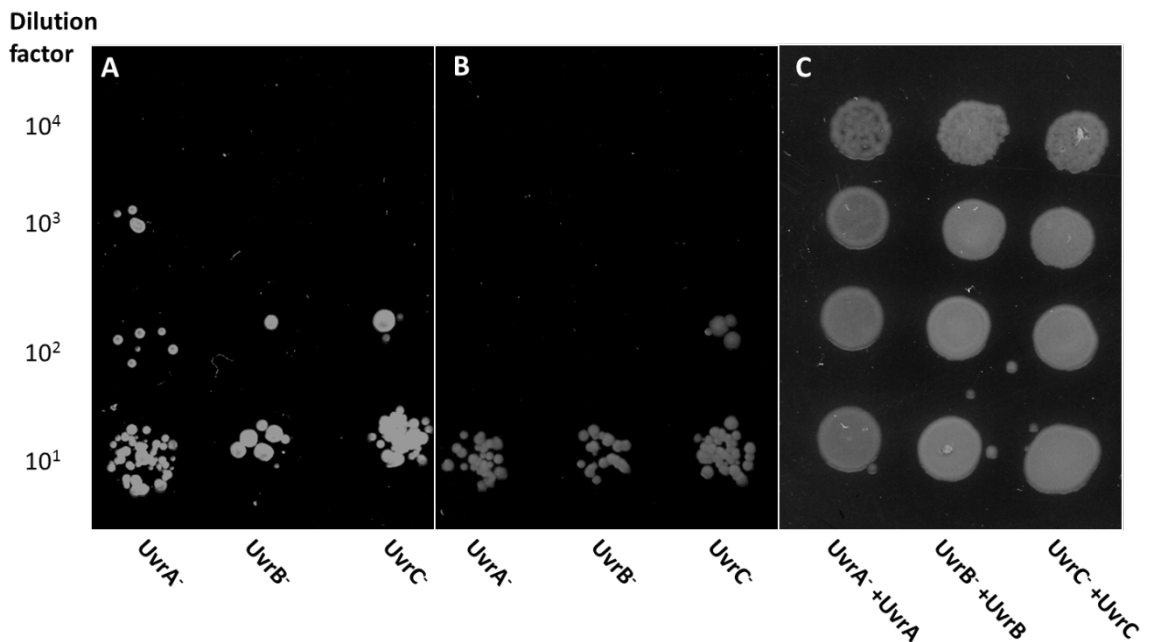 Dilution
factor
A
B
C
10⁴
10³
10²
10¹
UvrA⁻
UvrB⁻
UvrC⁻
UvrA⁻
UvrB⁻
UvrC⁻
UvrA⁻ +UvrA
UvrB⁻ +UvrB
UvrC⁻ +UvrC